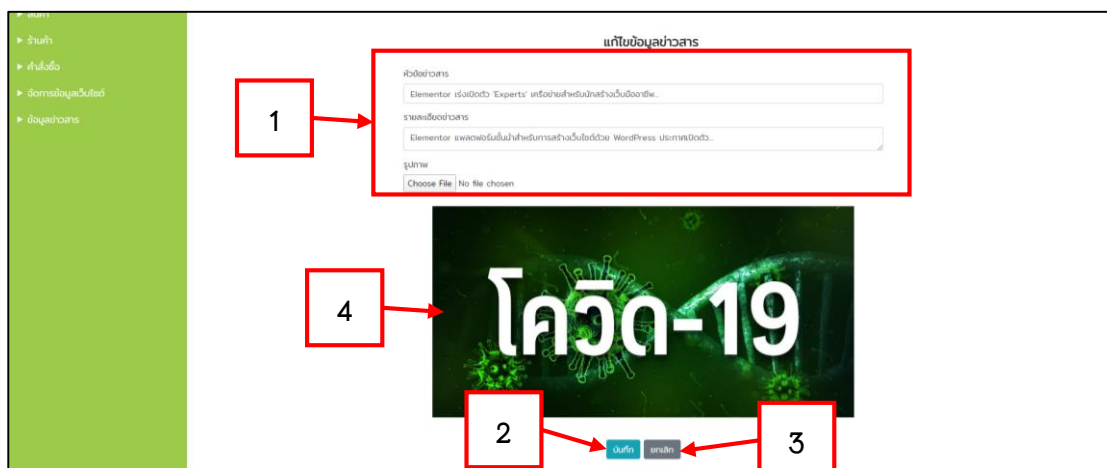 สินค้า
ร้านค้า
คำสั่งซื้อ
จัดการข้อมูลเว็บไซต์
ข้อมูลข่าวสาร
แก้ไขข้อมูลข่าวสาร
1
หัวข้อข่าวสาร
Elementor เร่งเปิดตัว 'Experts' เครือข่ายสำหรับนักสร้างเว็บมืออาชีพ...
รายละเอียดข่าวสาร
Elementor แพลตฟอร์มชั้นนำสำหรับการสร้างเว็บไซต์ด้วย WordPress ประกาศเปิดตัว...
รูปภาพ
Choose File No file chosen
4
โควิด-19
2
บันทึก ยกเลิก
3